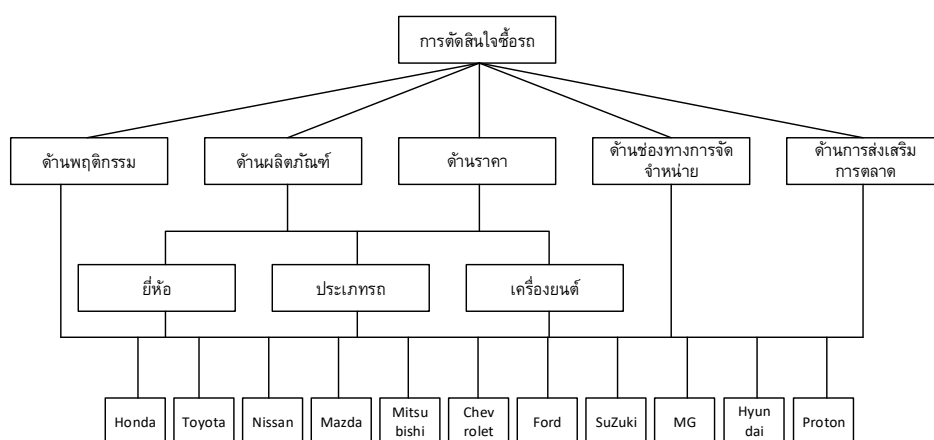 การตัดสินใจซื้อรถ
ด้านพฤติกรรม
ด้านผลิตภัณฑ์
ด้านราคา
ด้านช่องทางการจัด
จำหน่าย
ด้านการส่งเสริม
การตลาด
ยี่ห้อ
ประเภทรถ
เครื่องยนต์
Honda
Toyota
Nissan
Mazda
Mitsu
bishi
Chev
rolet
Ford
SuZuki
MG
Hyun
dai
Proton